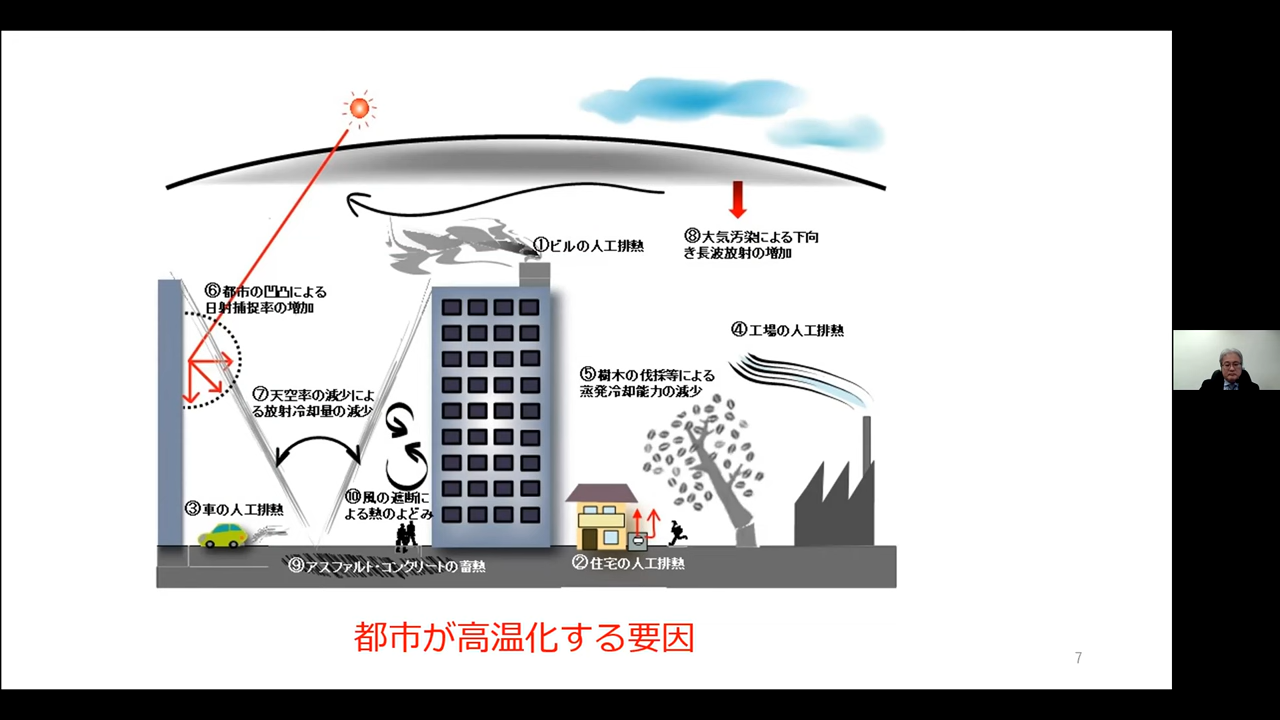 ①ビルの人工排熱
⑧大気汚染による下向
き長波放射の増加
⑥都市の凹凸による
日射捕捉率の増加
④工場の人工排熱
⑤樹木の伐採等による
蒸発冷却能力の減少
⑦天空率の減少によ
る放射冷却量の減少
⑩風の遮断に
よる熱のよどみ
③車の人工排熱
⑨アスファルト・コンクリートの畜熱
②住宅の人工排熱
都市が高温化する要因
7